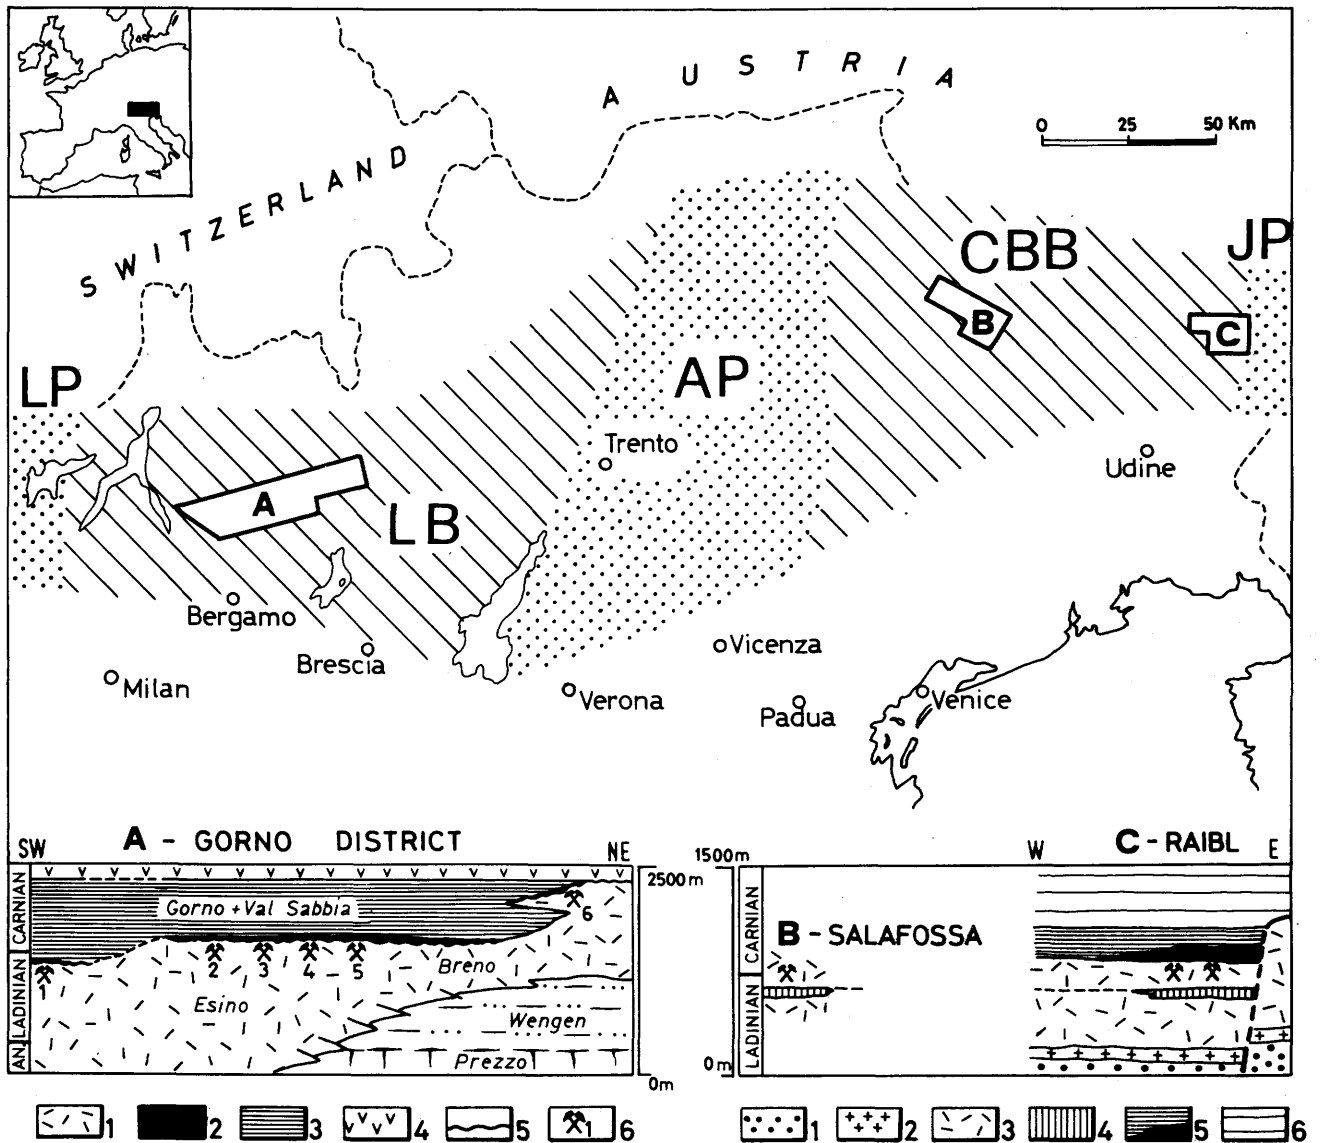 AUSTRIA
SWITZERLAND
0 25 50 Km
CBB
JP
B
C
LP
AP
Trento
Udine
A
LB
Bergamo
Brescia
Milan
Vicenza
Verona
Padua
Venice
A - GORNO DISTRICT
SW
NE
CARNIAN
LADINIAN
AN.
Gorno + Val Sabbia
6
1
2
3
4
5
Breno
Esino
Wengen
Prezzo
2500 m
0m
1500m
0m
CARNIAN
LADINIAN
B - SALAFOSSA
W
C - RAIBL
E
1 2 3 4 5 1 6
1 2 3 4 5 6